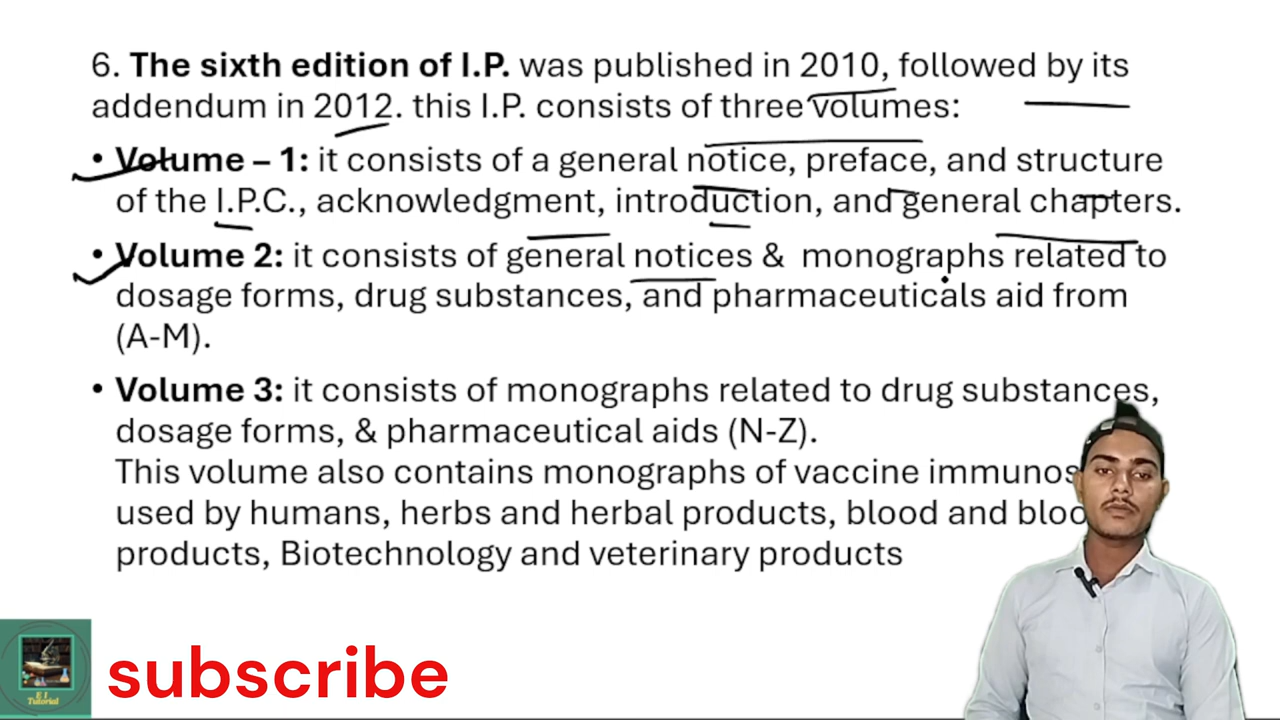 6. The sixth edition of I.P. was published in 2010, followed by its
addendum in 2012. this I.P. consists of three volumes:
• Volume – 1: it consists of a general notice, preface, and structure
of the I.P.C., acknowledgment, introduction, and general chapters.
• Volume 2: it consists of general notices & monographs related to
dosage forms, drug substances, and pharmaceuticals aid from
(A-M).
• Volume 3: it consists of monographs related to drug substances,
dosage forms, & pharmaceutical aids (N-Z).
This volume also contains monographs of vaccine
used by humans, herbs and herbal products, blood and
products, Biotechnology and veterinary products
E I
Tutorial
subscribe